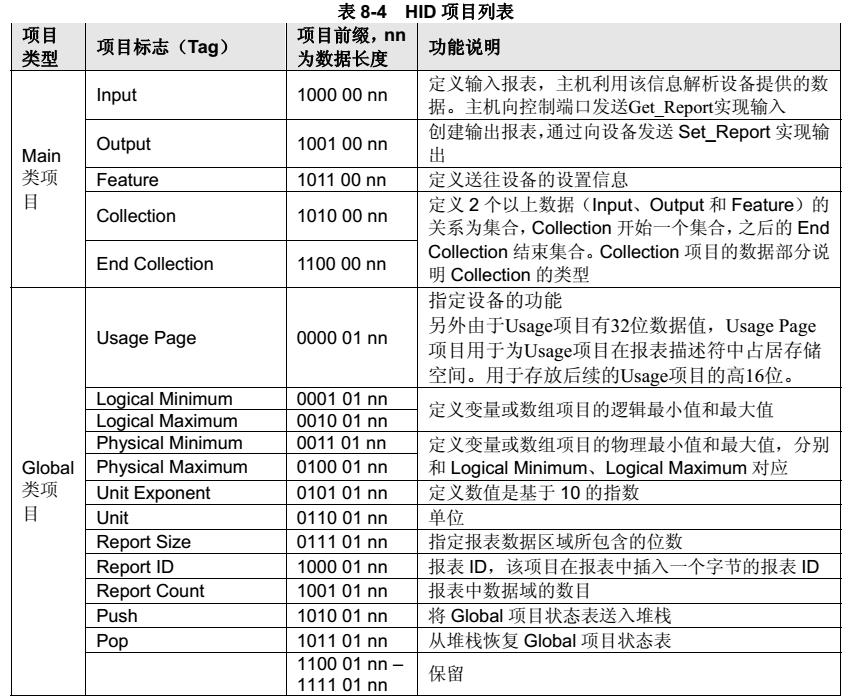 表 8-4 HID 项目列表
项目
类型
项目标志（Tag）
项目前缀，nn
为数据长度
功能说明
Main
类项
目
Input
1000 00 nn
定义输入报表，主机利用该信息解析设备提供的数
据。主机向控制端口发送Get_Report实现输入
Output
1001 00 nn
创建输出报表，通过向设备发送 Set_Report 实现输
出
Feature
1011 00 nn
定义送往设备的设置信息
Collection
1010 00 nn
定义 2 个以上数据（Input、Output 和 Feature）的
关系为集合，Collection 开始一个集合，之后的 End
Collection 结束集合。Collection 项目的数据部分说
明 Collection 的类型
End Collection
1100 00 nn
Global
类项
目
Usage Page
0000 01 nn
指定设备的功能
另外由于Usage项目有32位数据值，Usage Page
项目用于为Usage项目在报表描述符中占居存储
空间。用于存放后续的Usage项目的高16位。
Logical Minimum
0001 01 nn
定义变量或数组项目的逻辑最小值和最大值
Logical Maximum
0010 01 nn
Physical Minimum
0011 01 nn
定义变量或数组项目的物理最小值和最大值，分别
和 Logical Minimum、Logical Maximum 对应
Physical Maximum
0100 01 nn
Unit Exponent
0101 01 nn
定义数值是基于 10 的指数
Unit
0110 01 nn
单位
Report Size
0111 01 nn
指定报表数据区域所包含的位数
Report ID
1000 01 nn
报表 ID，该项目在报表中插入一个字节的报表 ID
Report Count
1001 01 nn
报表中数据域的数目
Push
1010 01 nn
将 Global 项目状态表送入堆栈
Pop
1011 01 nn
从堆栈恢复 Global 项目状态表
1100 01 nn –
1111 01 nn
保留